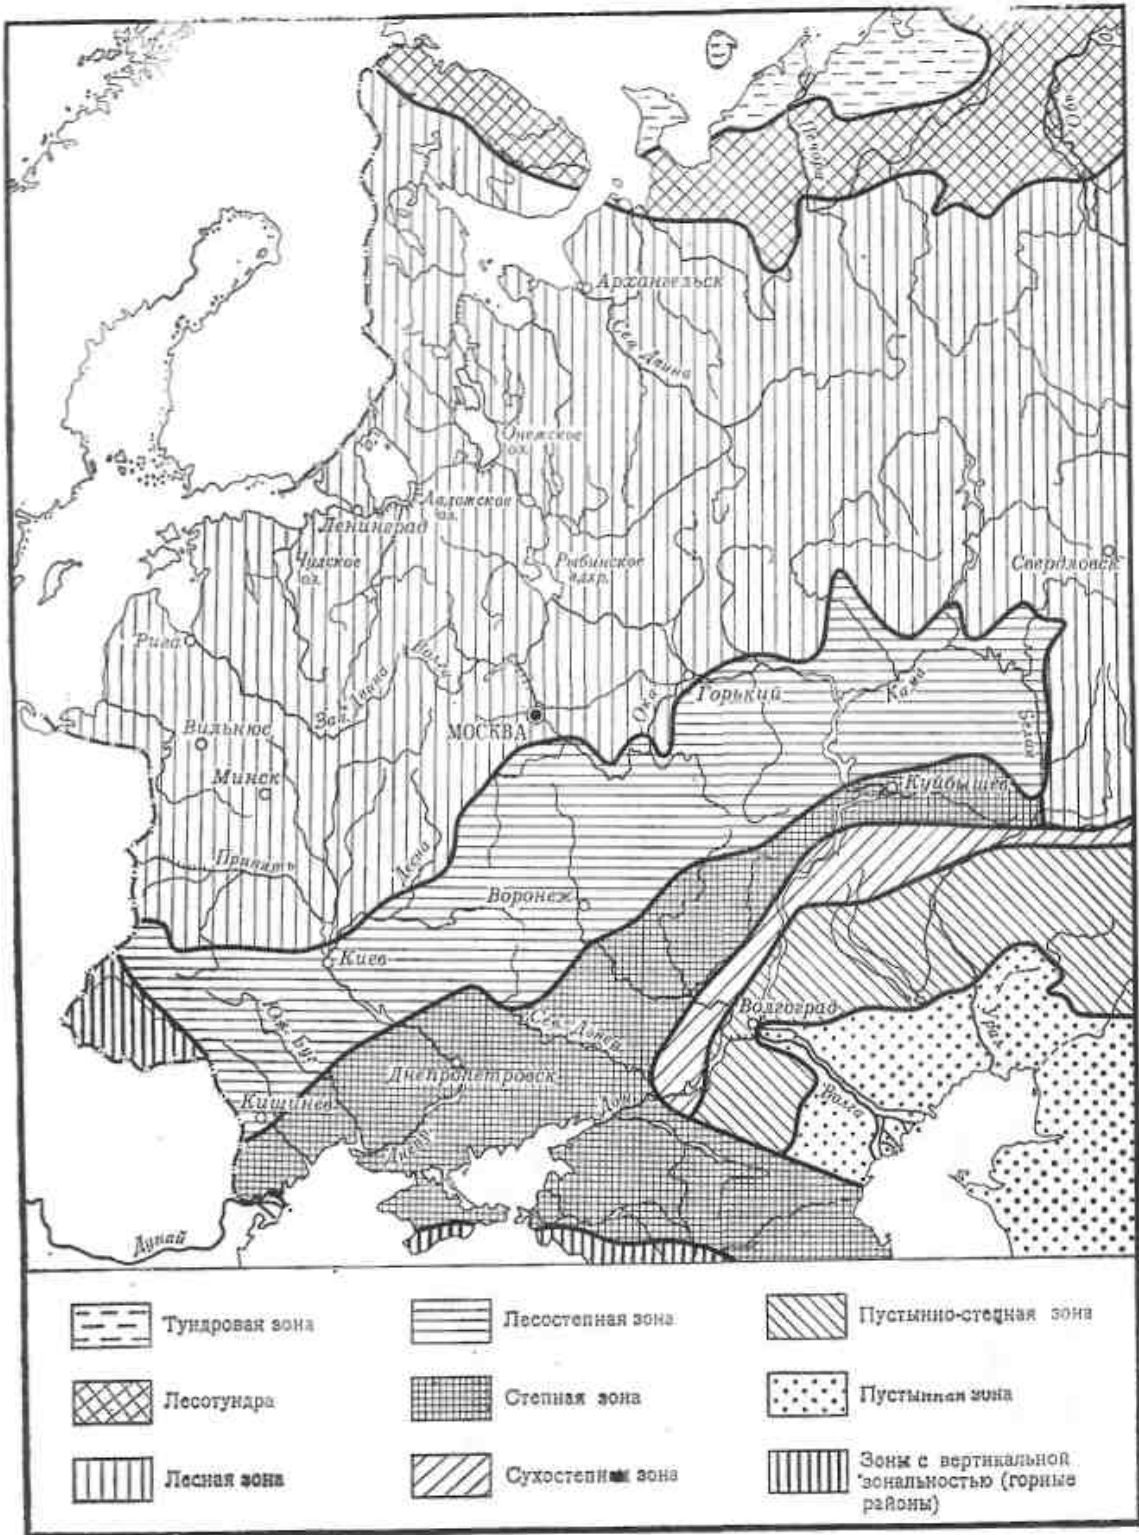 Печора
Обь
Архангельск
Сев Двина
Онежское
оз.
Ладожское
оз.
Ленинград
Чудское
оз.
Рыбинское
вдхр.
Свердловск
Рига
Зап. Двина
Волга
МОСКВА
Ока
Горький
Кама
Белая
Вильнюс
Минск
Припять
Десна
Куйбышев
Воронеж
Киев
Волгоград
Урал
Юж. Буг
Сев. Донец
Днепропетровск
Дон
Волга
Кишинев
Днепр
Дунай
Тундровая зона
Лесотундра
Лесная зона
Лесостепная зона
Степная зона
Сухостепная зона
Пустынно-степная зона
Пустынная зона
Зоны с вертикальной
зональностью (горные
районы)